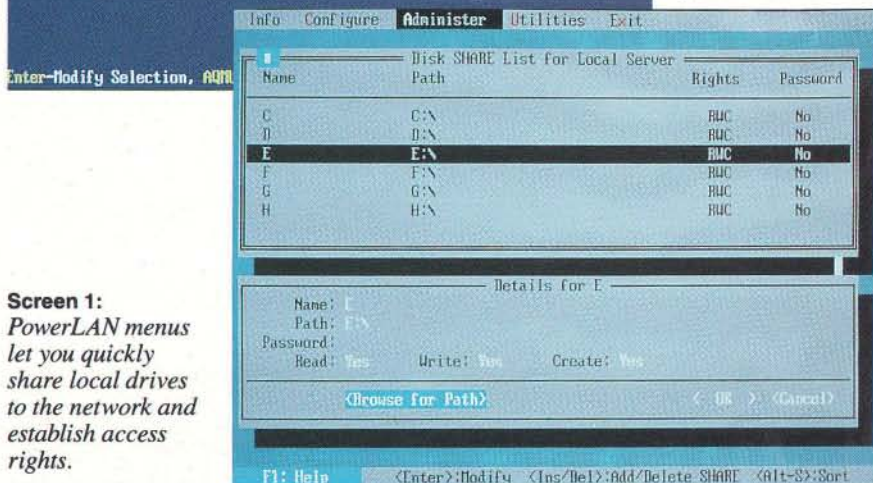 Enter-Modify Selection,
Info Configure Administer Utilities Exit
Disk SHARE List for Local Server
Name Path Rights Password
C C:\ RWC No
D D:\ RWC No
E E:\ RWC No
F F:\ RWC No
G G:\ RWC No
H H:\ RWC No
Details for E
Name: E
Path: E:\
Password:
Read: Yes Write: Yes Create: Yes
<Browse for Path> < OK > <Cancel>
F1: Help <Enter>:Modify <Ins/Del>:Add/Delete SHARE <Alt-S>:Sort
Screen 1:
PowerLAN menus
let you quickly
share local drives
to the network and
establish access
rights.